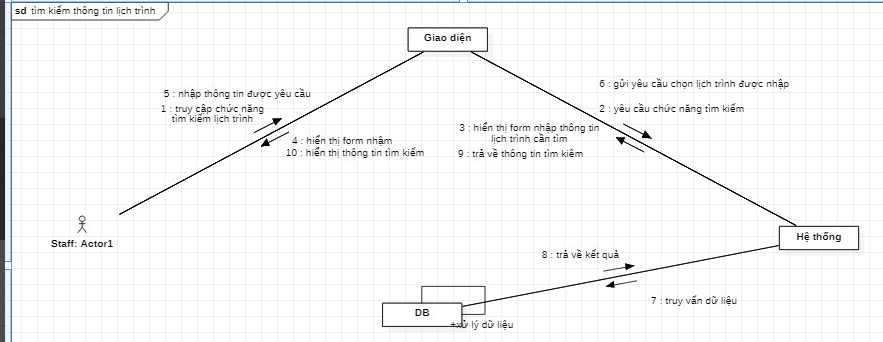 sd tìm kiếm thông tin lịch trình
Giao diện
5 : nhập thông tin được yêu cầu
1 : truy cập chức năng
tìm kiếm lịch trình
6 : gửi yêu cầu chọn lịch trình được nhập
2 : yêu cầu chức năng tìm kiếm
3 : hiển thị form nhập thông tin
lịch trình cần tìm
9 : trả về thông tin tìm kiêm
4 : hiển thị form nhậm
10 : hiển thị thông tin tìm kiếm
Staff: Actor1
Hệ thống
8 : trả về kết quả
7 : truy vấn dữ liệu
DB
+xử lý dữ liệu